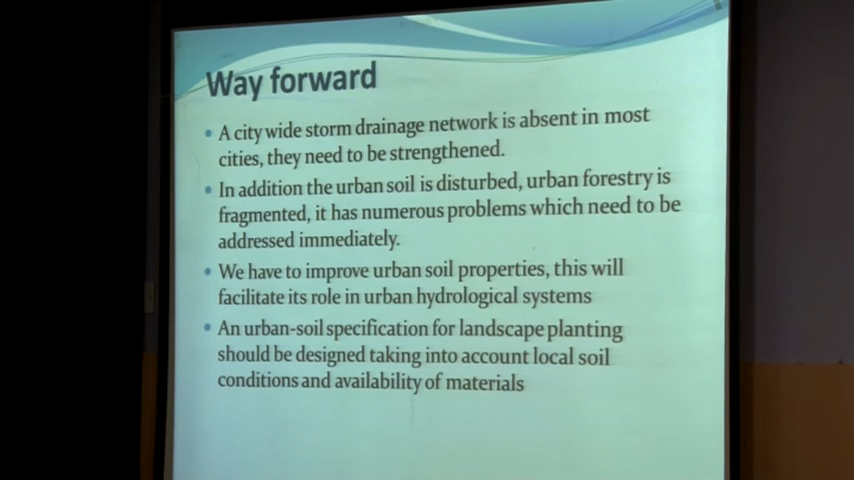 Way forward
• A city wide storm drainage network is absent in most
cities, they need to be strengthened.
• In addition the urban soil is disturbed, urban forestry is
fragmented, it has numerous problems which need to be
addressed immediately.
• We have to improve urban soil properties, this will
facilitate its role in urban hydrological systems
• An urban-soil specification for landscape planting
should be designed taking into account local soil
conditions and availability of materials